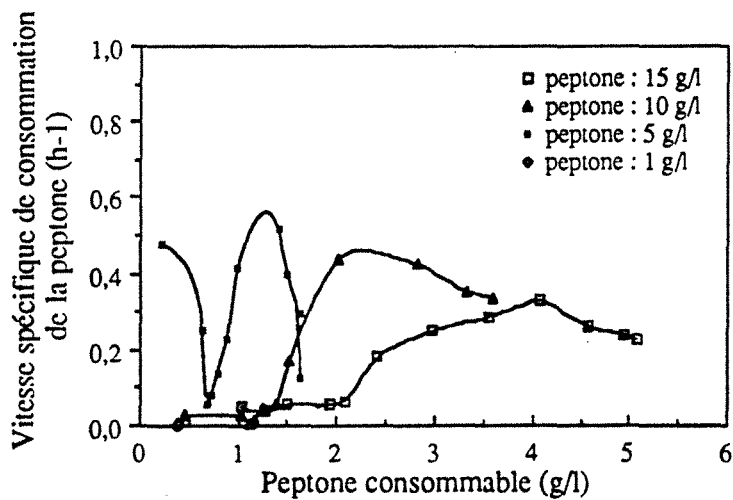 Vitesse spécifique de consommation
de la peptone (h-1)
1,0
0,8
0,6
0,4
0,2
0,0
peptone : 15 g/l
peptone : 10 g/l
peptone : 5 g/l
peptone : 1 g/l
0 1 2 3 4 5 6
Peptone consommable (g/l)